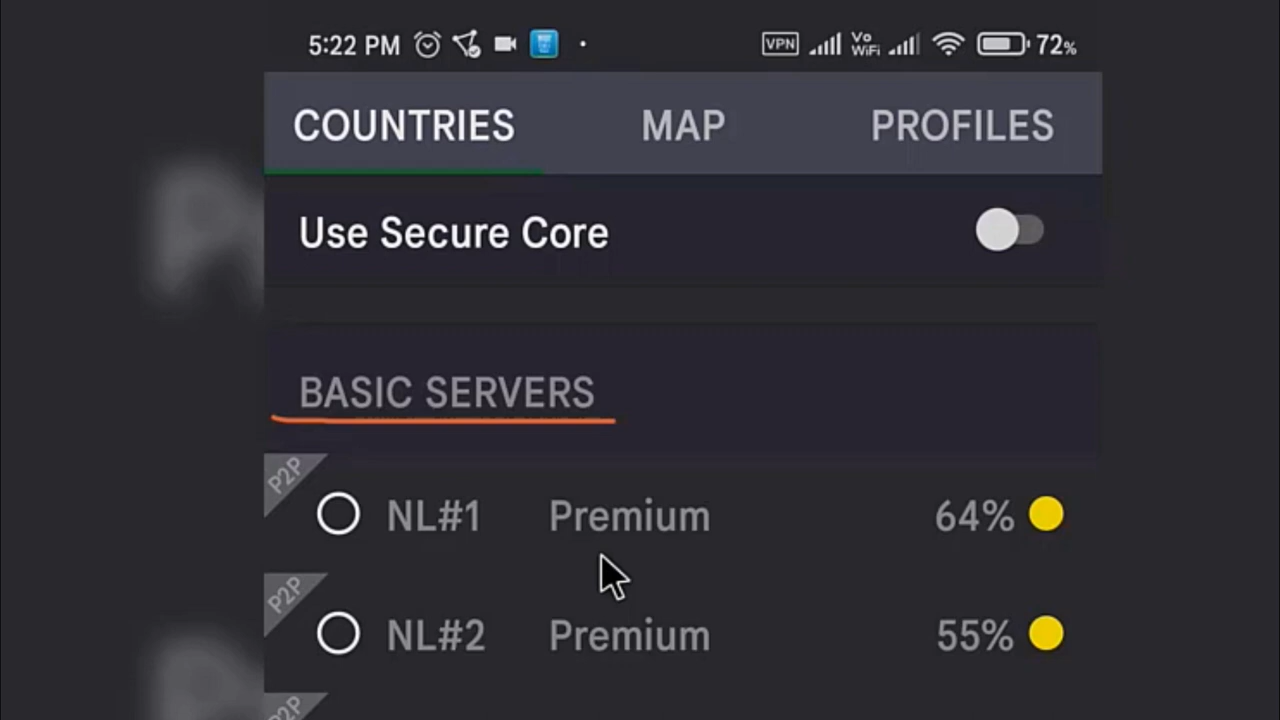 5:22 PM VPN Vo WiFi 72%
COUNTRIES MAP PROFILES
Use Secure Core
BASIC SERVERS
P2P
NL#1 Premium 64%
P2P
NL#2 Premium 55%
P2P